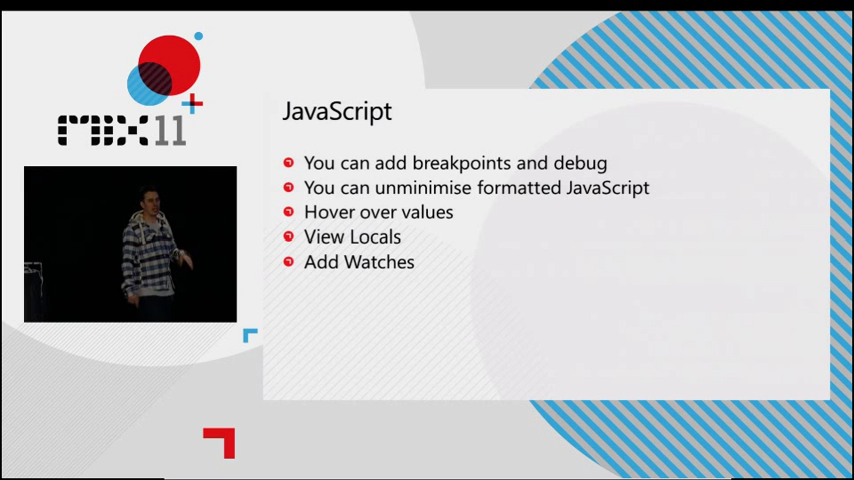 mix11
JavaScript
You can add breakpoints and debug
You can unminimise formatted JavaScript
Hover over values
View Locals
Add Watches